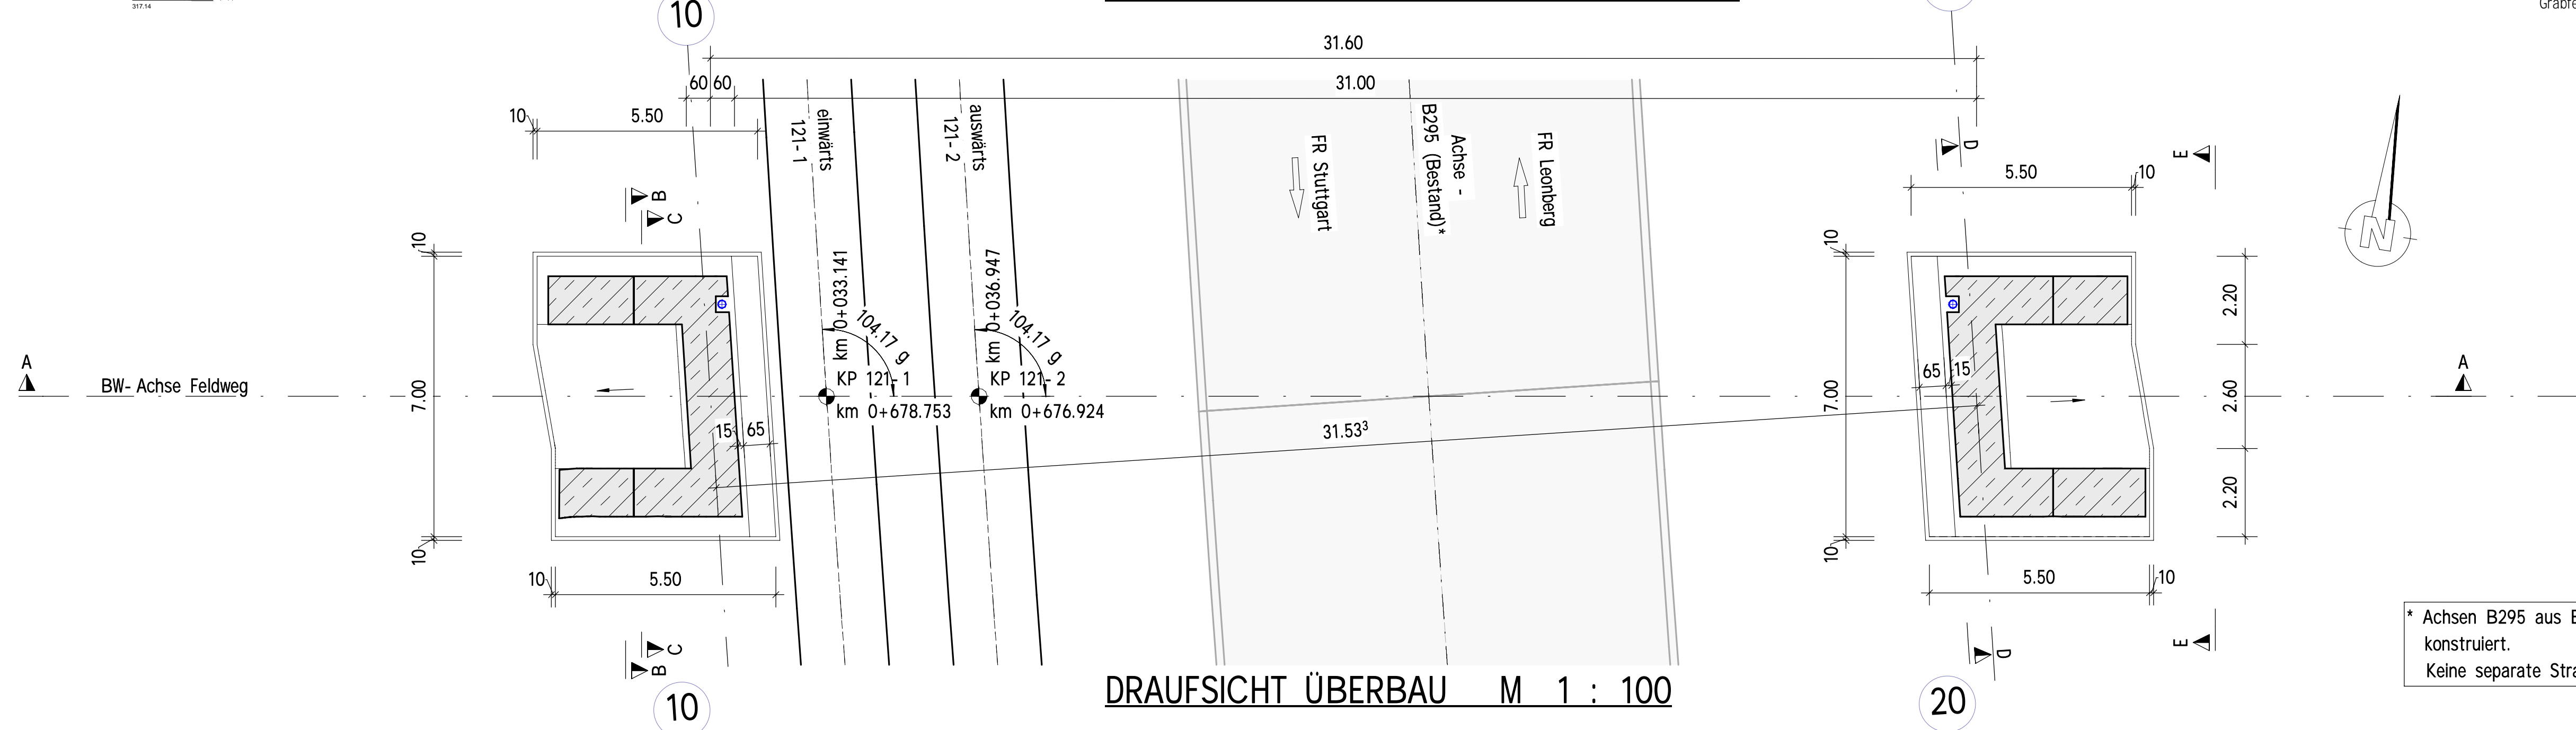 317.14
10
Grabfe
31.60
60 60
31.00
10
5.50
einwärts
121-1
auswärts
121-2
FR Stuttgart
B295 (Bestand)*
Achse -
FR Leonberg
D
E
5.50
10
B
C
10
7.00
10
km 0+033.141
104.17 g
km 0+036.947
104.17 g
10
7.00
10
N
2.20
2.60
2.20
A
BW-Achse Feldweg
KP 121-1
km 0+678.753
KP 121-2
km 0+676.924
65
15
A
15
65
31.53³
10
5.50
5.50
10
C
B
D
E
10
DRAUFSICHT ÜBERBAU M 1 : 100
20
* Achsen B295 aus B
konstruiert.
Keine separate Stra